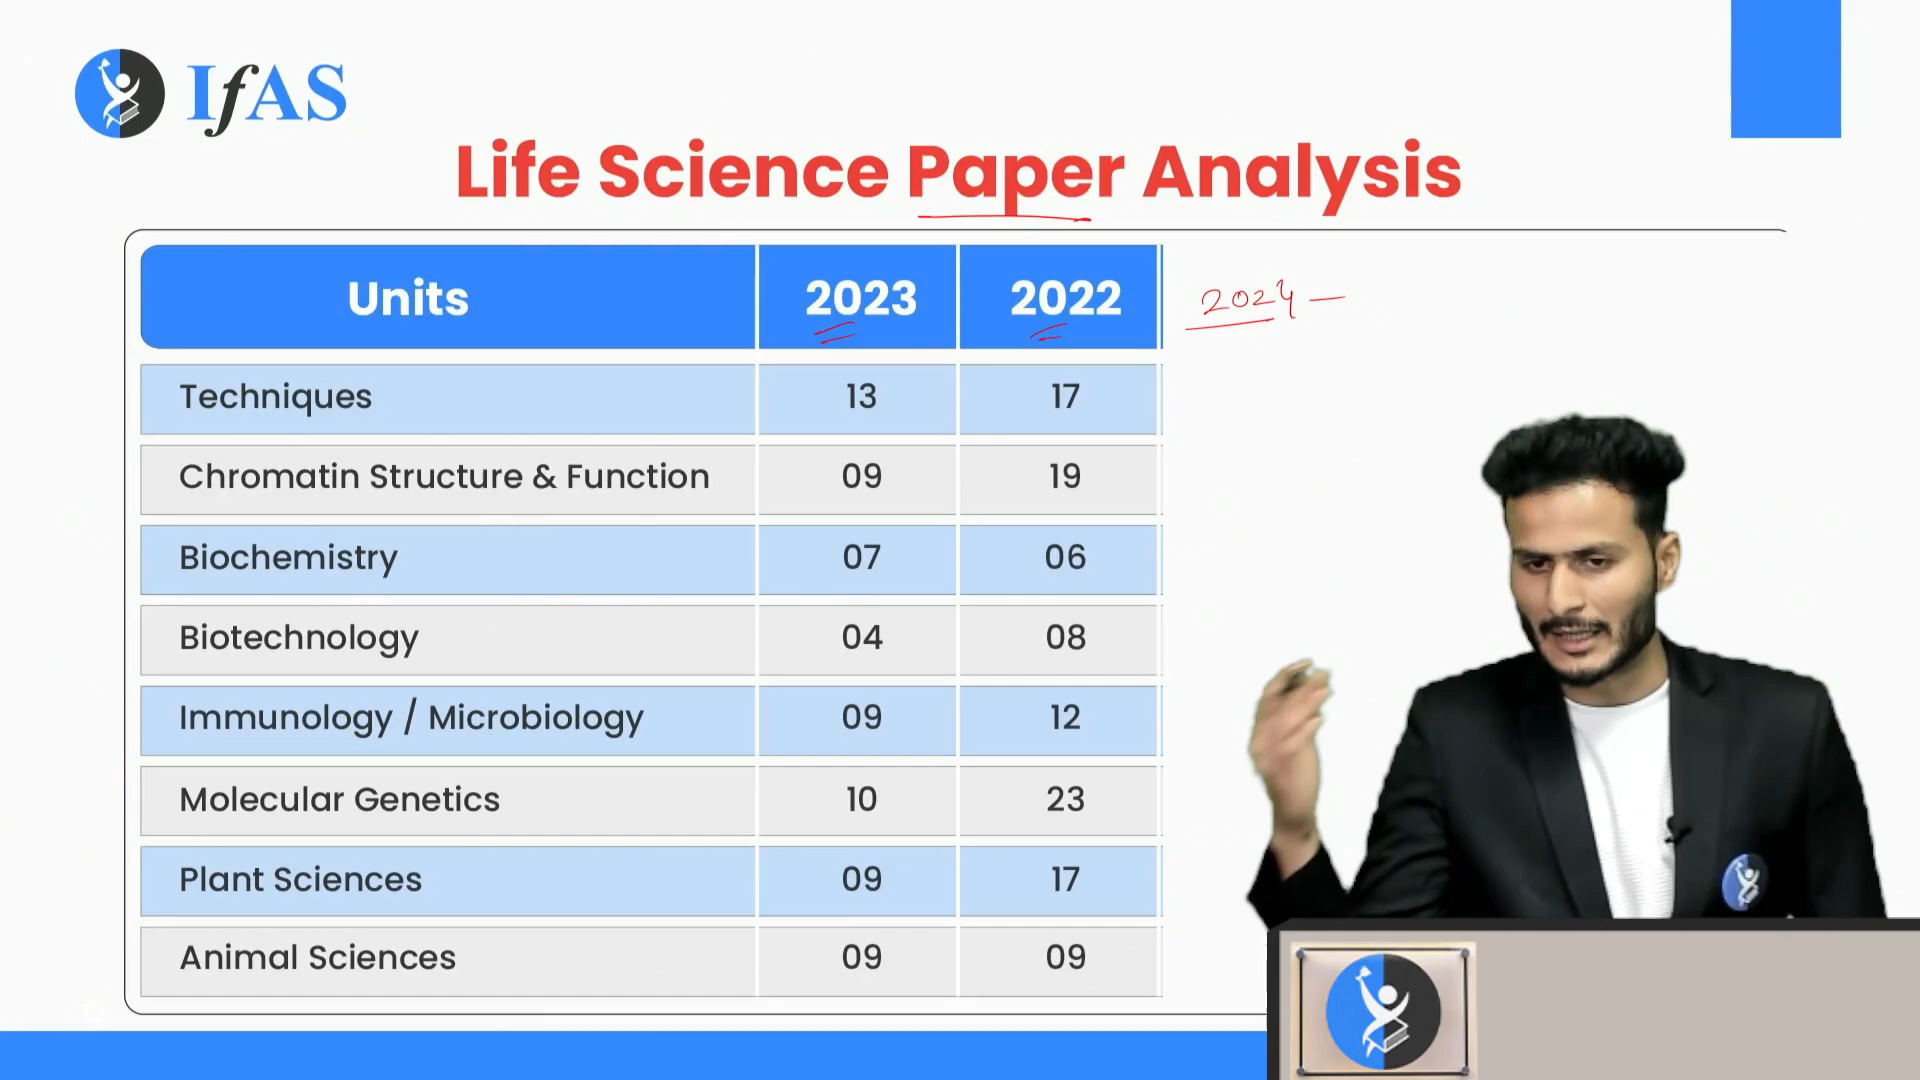 IfAS
Life Science Paper Analysis
Units 2023 2022 2024 —
Techniques 13 17
Chromatin Structure & Function 09 19
Biochemistry 07 06
Biotechnology 04 08
Immunology / Microbiology 09 12
Molecular Genetics 10 23
Plant Sciences 09 17
Animal Sciences 09 09